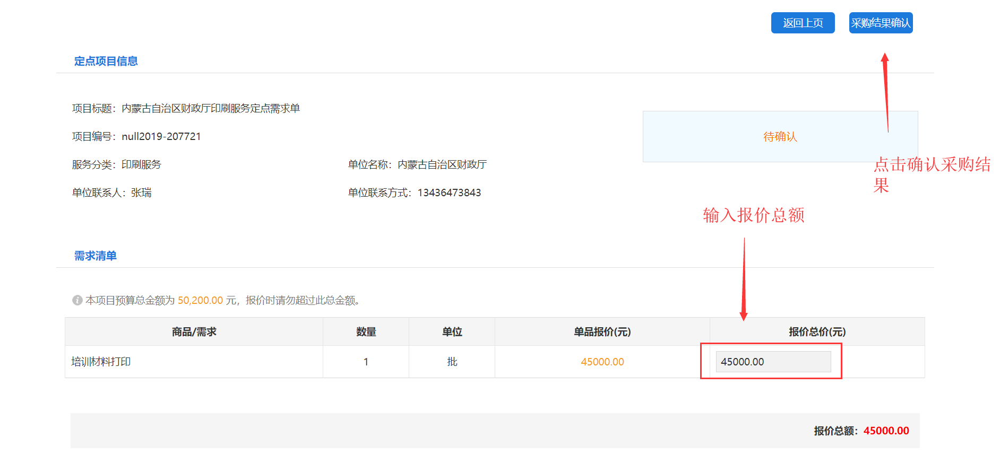 返回上页 采购结果确认
定点项目信息
项目标题：内蒙古自治区财政厅印刷服务定点需求单
项目编号：null2019-207721
待确认
服务分类：印刷服务 单位名称：内蒙古自治区财政厅
点击确认采购结
果
单位联系人：张瑞 单位联系方式：13436473843
输入报价总额
需求清单
i 本项目预算总金额为 50,200.00 元，报价时请勿超过此总金额。
商品/需求 数量 单位 单品报价(元) 报价总价(元)
培训材料打印 1 批 45000.00 45000.00
报价总额：45000.00